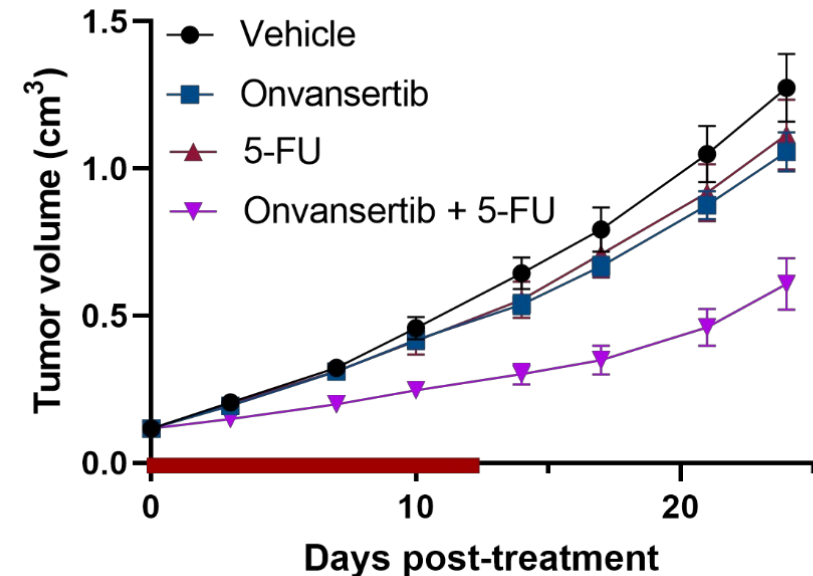 1.5
1.0
0.5
0.0
Tumor volume (cm³)
Vehicle
Onvansertib
5-FU
Onvansertib + 5-FU
0
10
20
Days post-treatment